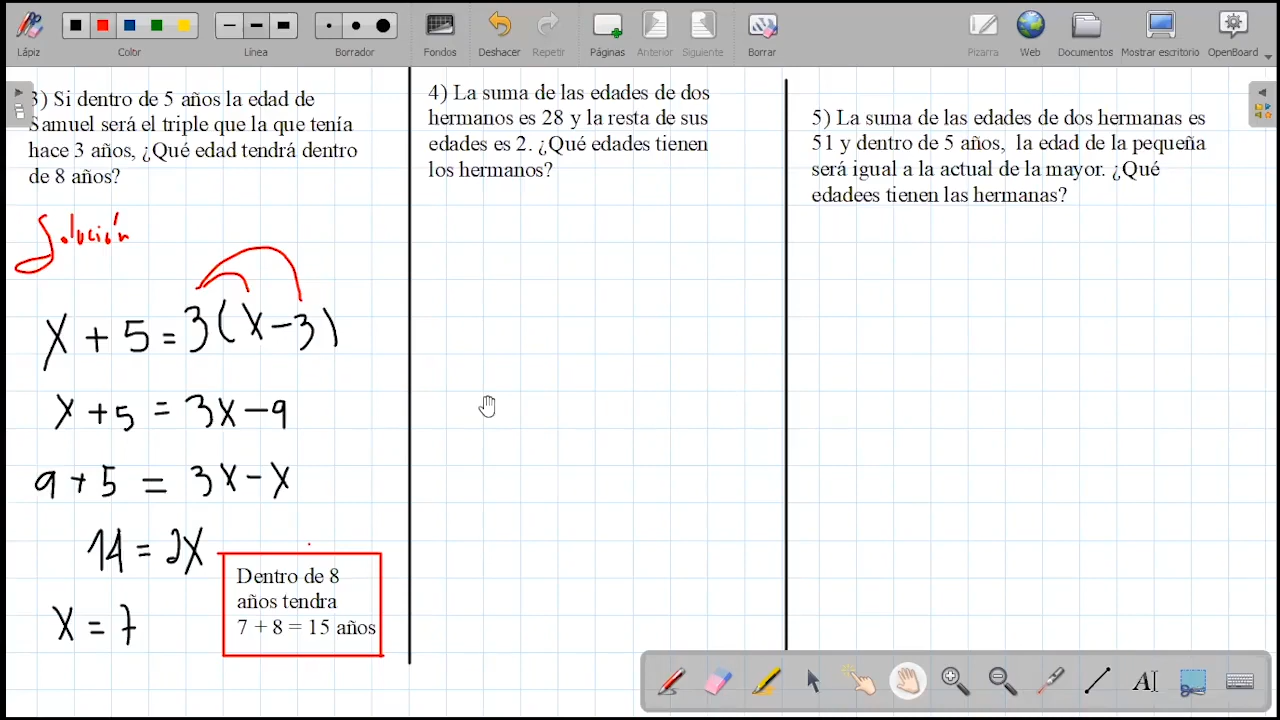 Lápiz
Color
Línea
Borrador
Fondos
Deshacer
Repetir
Páginas
Anterior
Siguiente
Borrar
Pizarra
Web
Documentos
Mostrar escritorio
OpenBoard
3) Si dentro de 5 años la edad de
Samuel será el triple que la que tenía
hace 3 años, ¿Qué edad tendrá dentro
de 8 años?
Solución
x + 5 = 3(x - 3)
x + 5 = 3x - 9
9 + 5 = 3x - x
14 = 2x
x = 7
Dentro de 8
años tendra
7 + 8 = 15 años
4) La suma de las edades de dos
hermanos es 28 y la resta de sus
edades es 2. ¿Qué edades tienen
los hermanos?
5) La suma de las edades de dos hermanas es
51 y dentro de 5 años, la edad de la pequeña
será igual a la actual de la mayor. ¿Qué
edadees tienen las hermanas?
AI